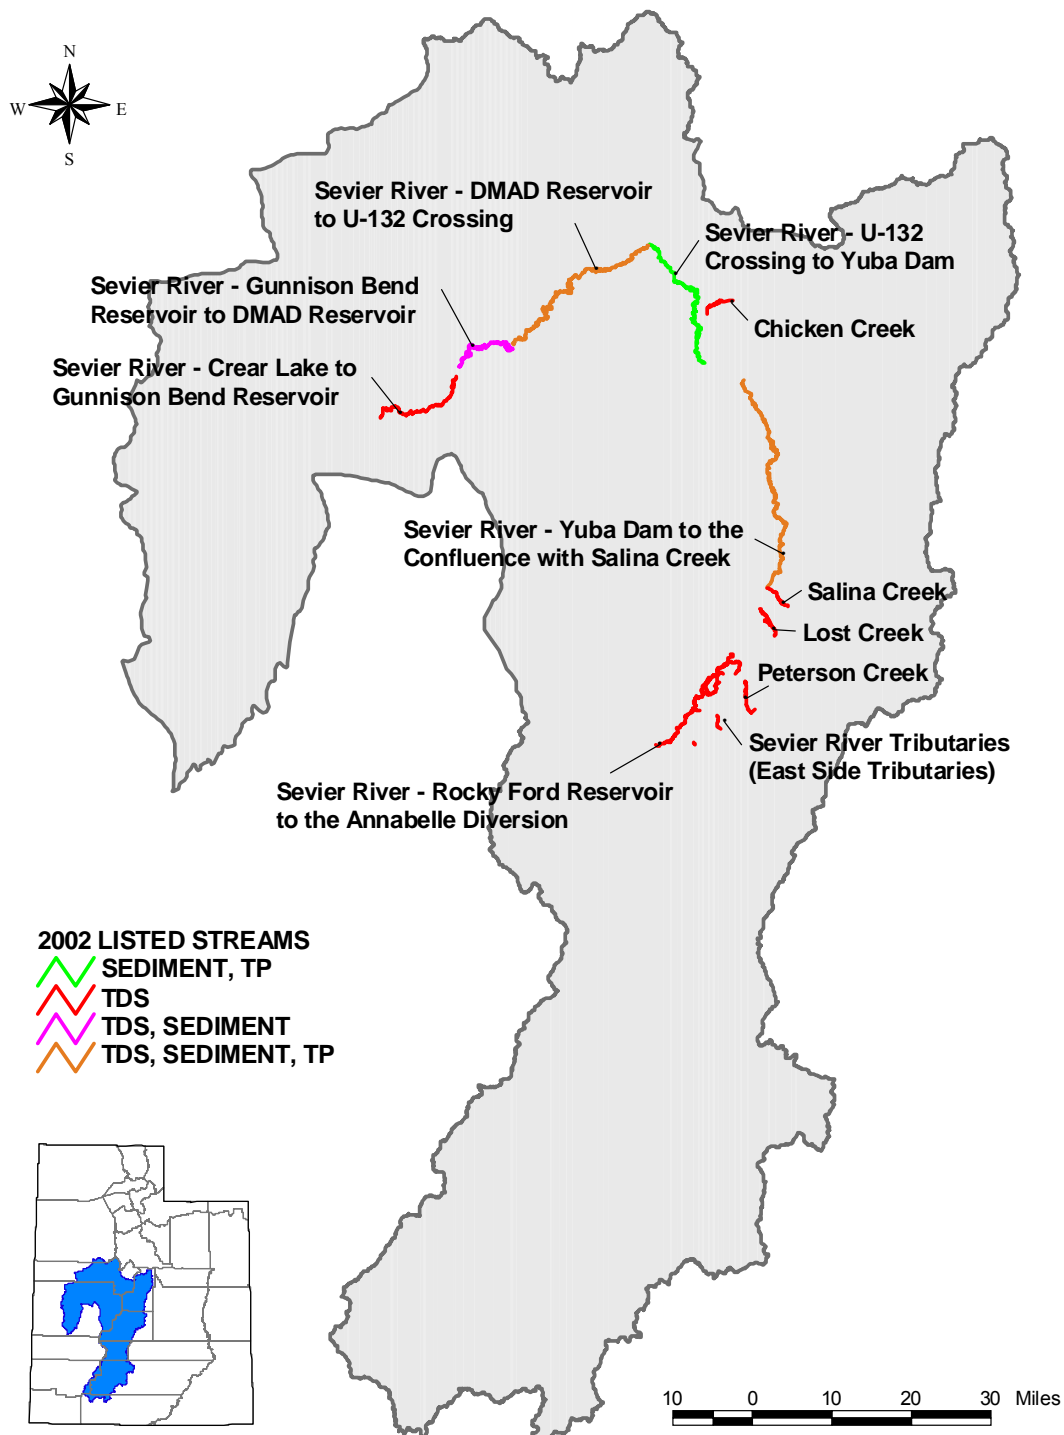 N
W
E
S
Sevier River - DMAD Reservoir
to U-132 Crossing
Sevier River - U-132
Crossing to Yuba Dam
Sevier River - Gunnison Bend
Reservoir to DMAD Reservoir
Chicken Creek
Sevier River - Crear Lake to
Gunnison Bend Reservoir
Sevier River - Yuba Dam to the
Confluence with Salina Creek
Salina Creek
Lost Creek
Peterson Creek
Sevier River Tributaries
(East Side Tributaries)
Sevier River - Rocky Ford Reservoir
to the Annabelle Diversion
2002 LISTED STREAMS
SEDIMENT, TP
TDS
TDS, SEDIMENT
TDS, SEDIMENT, TP
10 0 10 20 30 Miles